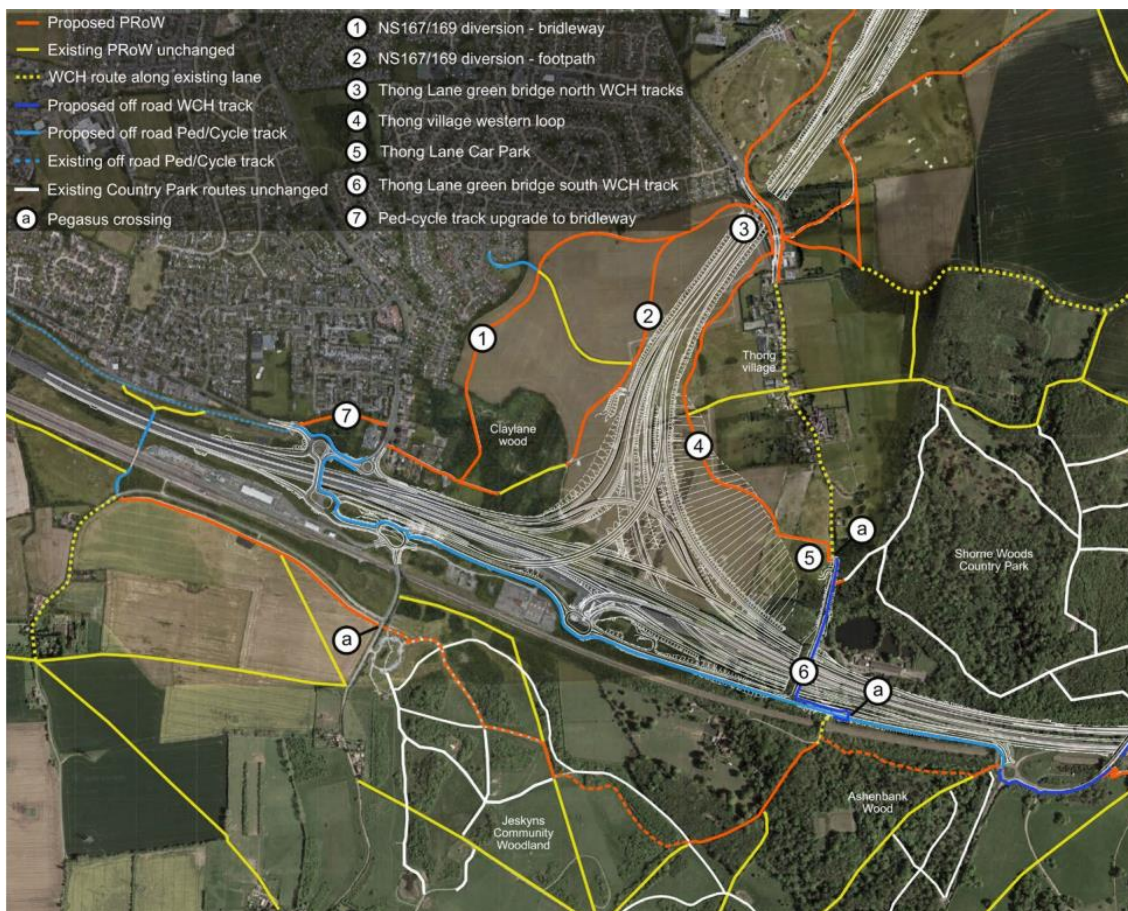 Proposed PRoW
Existing PRoW unchanged
WCH route along existing lane
Proposed off road WCH track
Proposed off road Ped/Cycle track
Existing off road Ped/Cycle track
Existing Country Park routes unchanged
a Pegasus crossing
1 NS167/169 diversion - bridleway
2 NS167/169 diversion - footpath
3 Thong Lane green bridge north WCH tracks
4 Thong village western loop
5 Thong Lane Car Park
6 Thong Lane green bridge south WCH track
7 Ped-cycle track upgrade to bridleway
3
2
1
Thong
village
7
Claylane
wood
4
a
5
Shorne Woods
Country Park
a
6
a
Ashenbank
Wood
Jeskyns
Community
Woodland